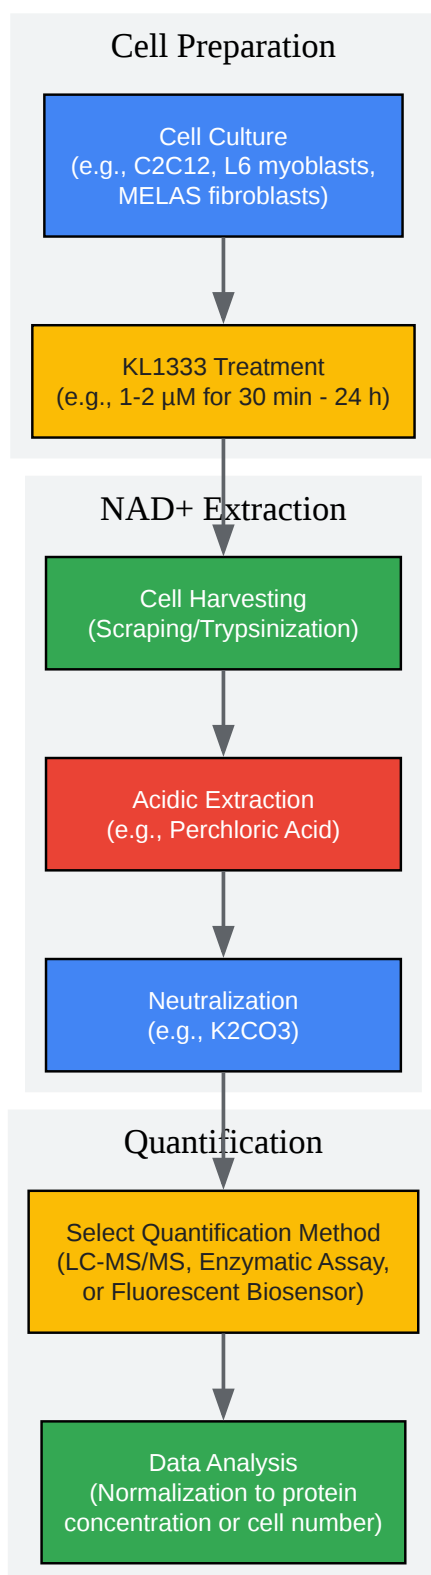 Cell Preparation
Cell Culture
(e.g., C2C12, L6 myoblasts,
MELAS fibroblasts)
KL1333 Treatment
(e.g., 1-2 µM for 30 min - 24 h)
NAD+ Extraction
Cell Harvesting
(Scraping/Trypsinization)
Acidic Extraction
(e.g., Perchloric Acid)
Neutralization
(e.g., K2CO3)
Quantification
Select Quantification Method
(LC-MS/MS, Enzymatic Assay,
or Fluorescent Biosensor)
Data Analysis
(Normalization to protein
concentration or cell number)